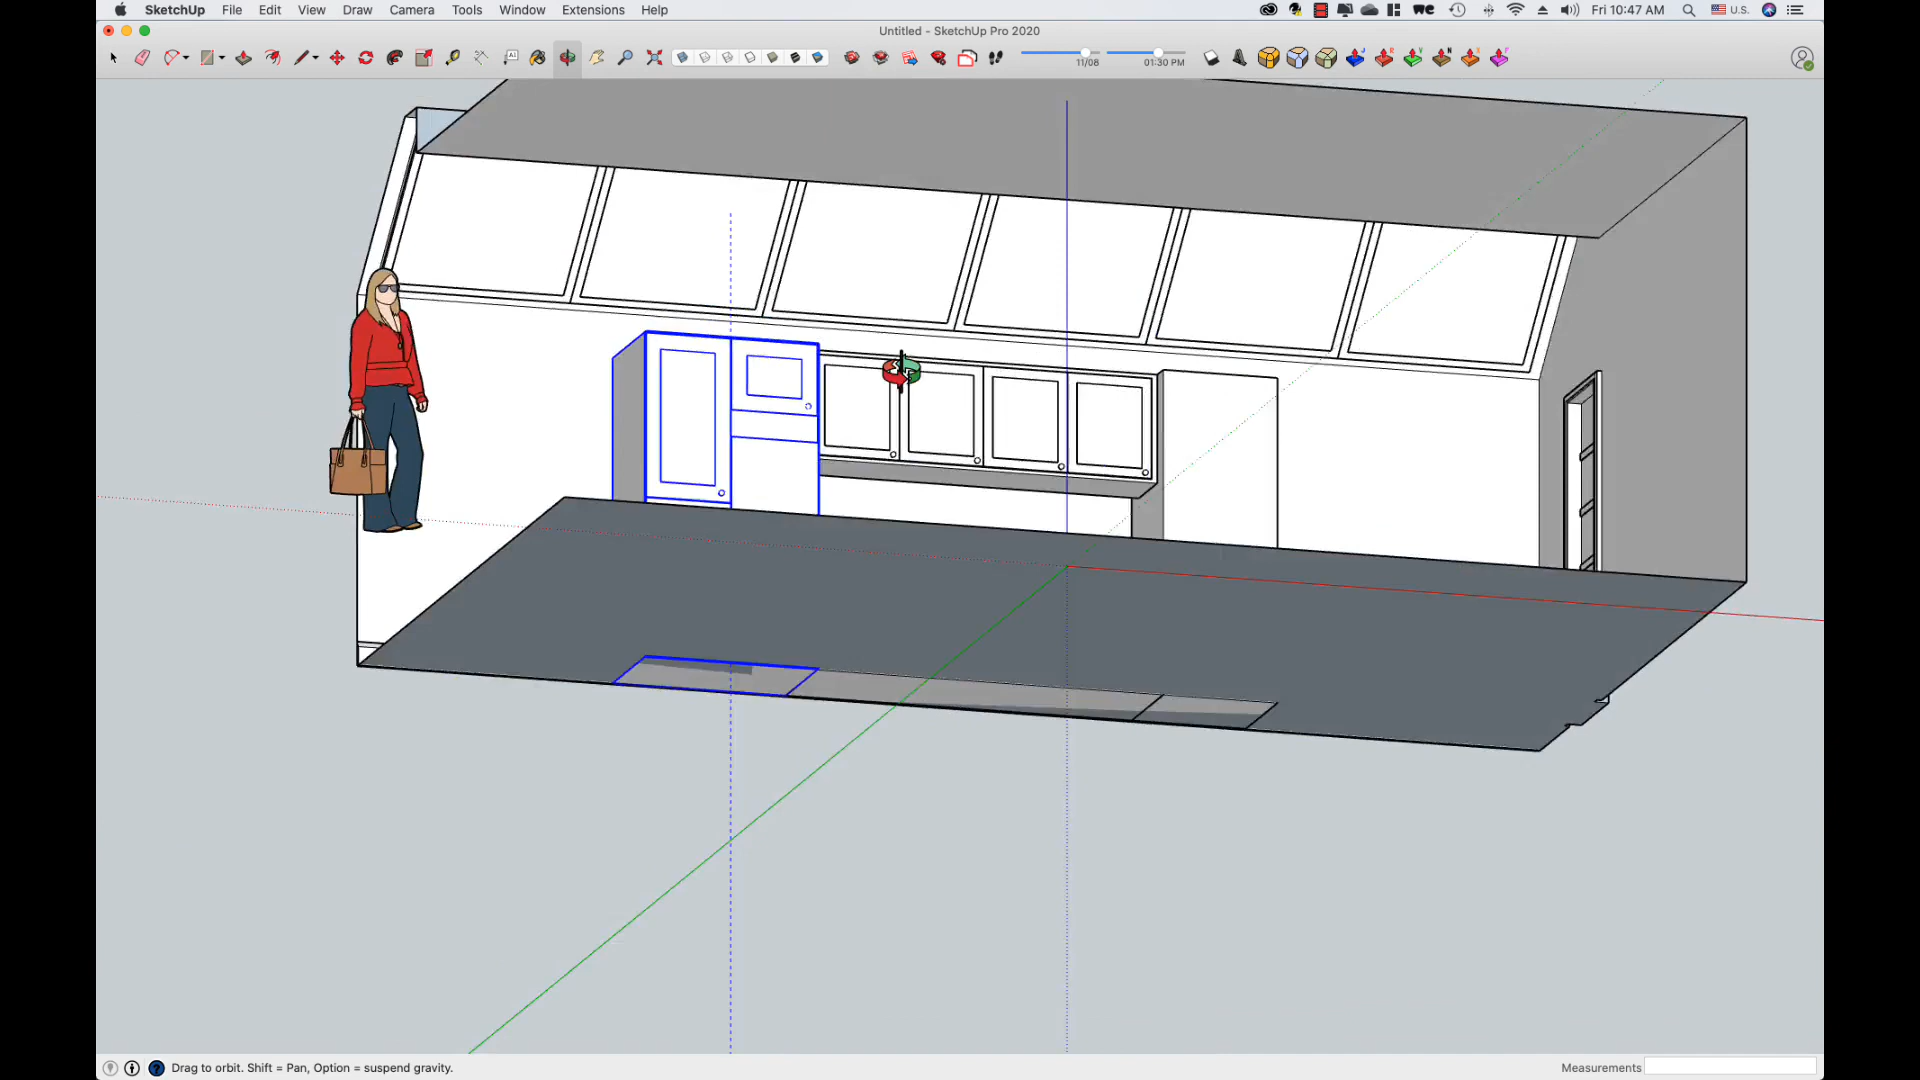 SketchUp File Edit View Draw Camera Tools Window Extensions Help
U.S. Fri 10:47 AM
Untitled - SketchUp Pro 2020
11/08 01:30 PM
Drag to orbit. Shift = Pan, Option = suspend gravity.
Measurements